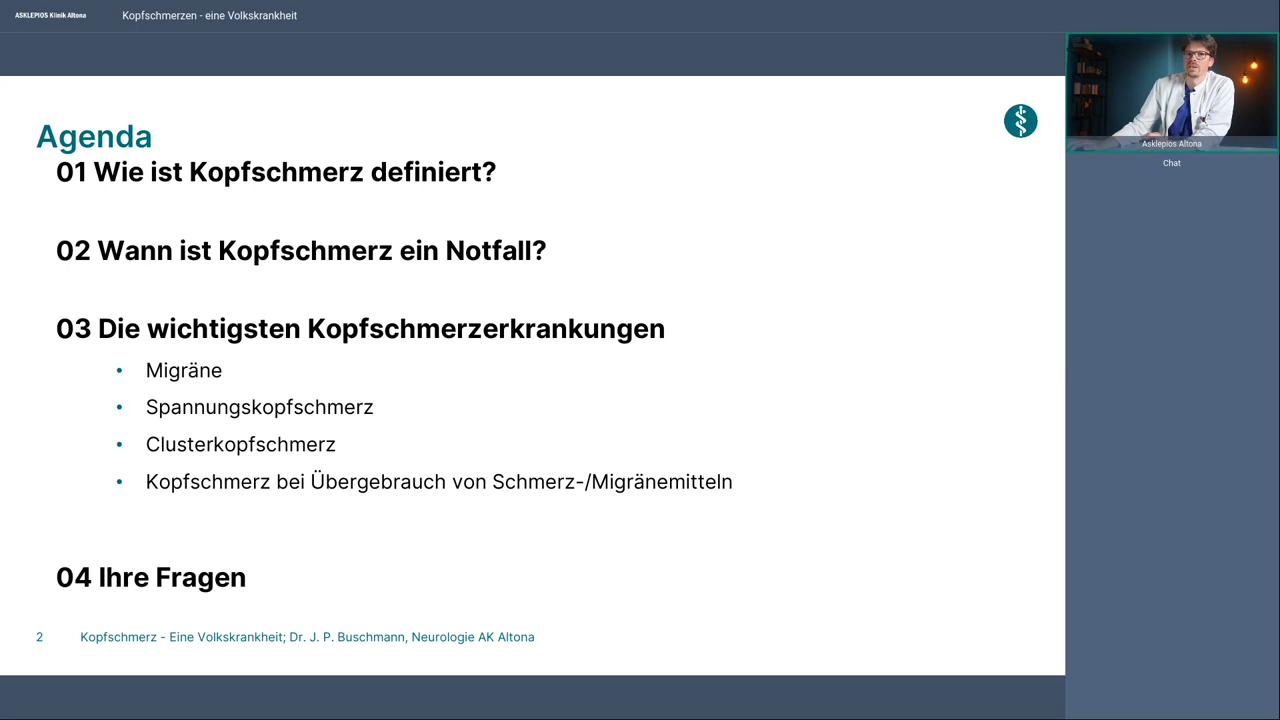 ASKLEPIOS Klinik Altona
Kopfschmerzen - eine Volkskrankheit
Agenda
01 Wie ist Kopfschmerz definiert?
02 Wann ist Kopfschmerz ein Notfall?
03 Die wichtigsten Kopfschmerzerkrankungen
• Migräne
• Spannungskopfschmerz
• Clusterkopfschmerz
• Kopfschmerz bei Übergebrauch von Schmerz-/Migränemitteln
04 Ihre Fragen
2 Kopfschmerz - Eine Volkskrankheit; Dr. J. P. Buschmann, Neurologie AK Altona
Asklepios Altona
Chat